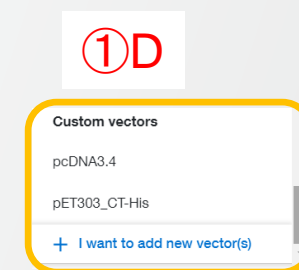 ①D
Custom vectors
pcDNA3.4
pET303_CT-His
+ I want to add new vector(s)